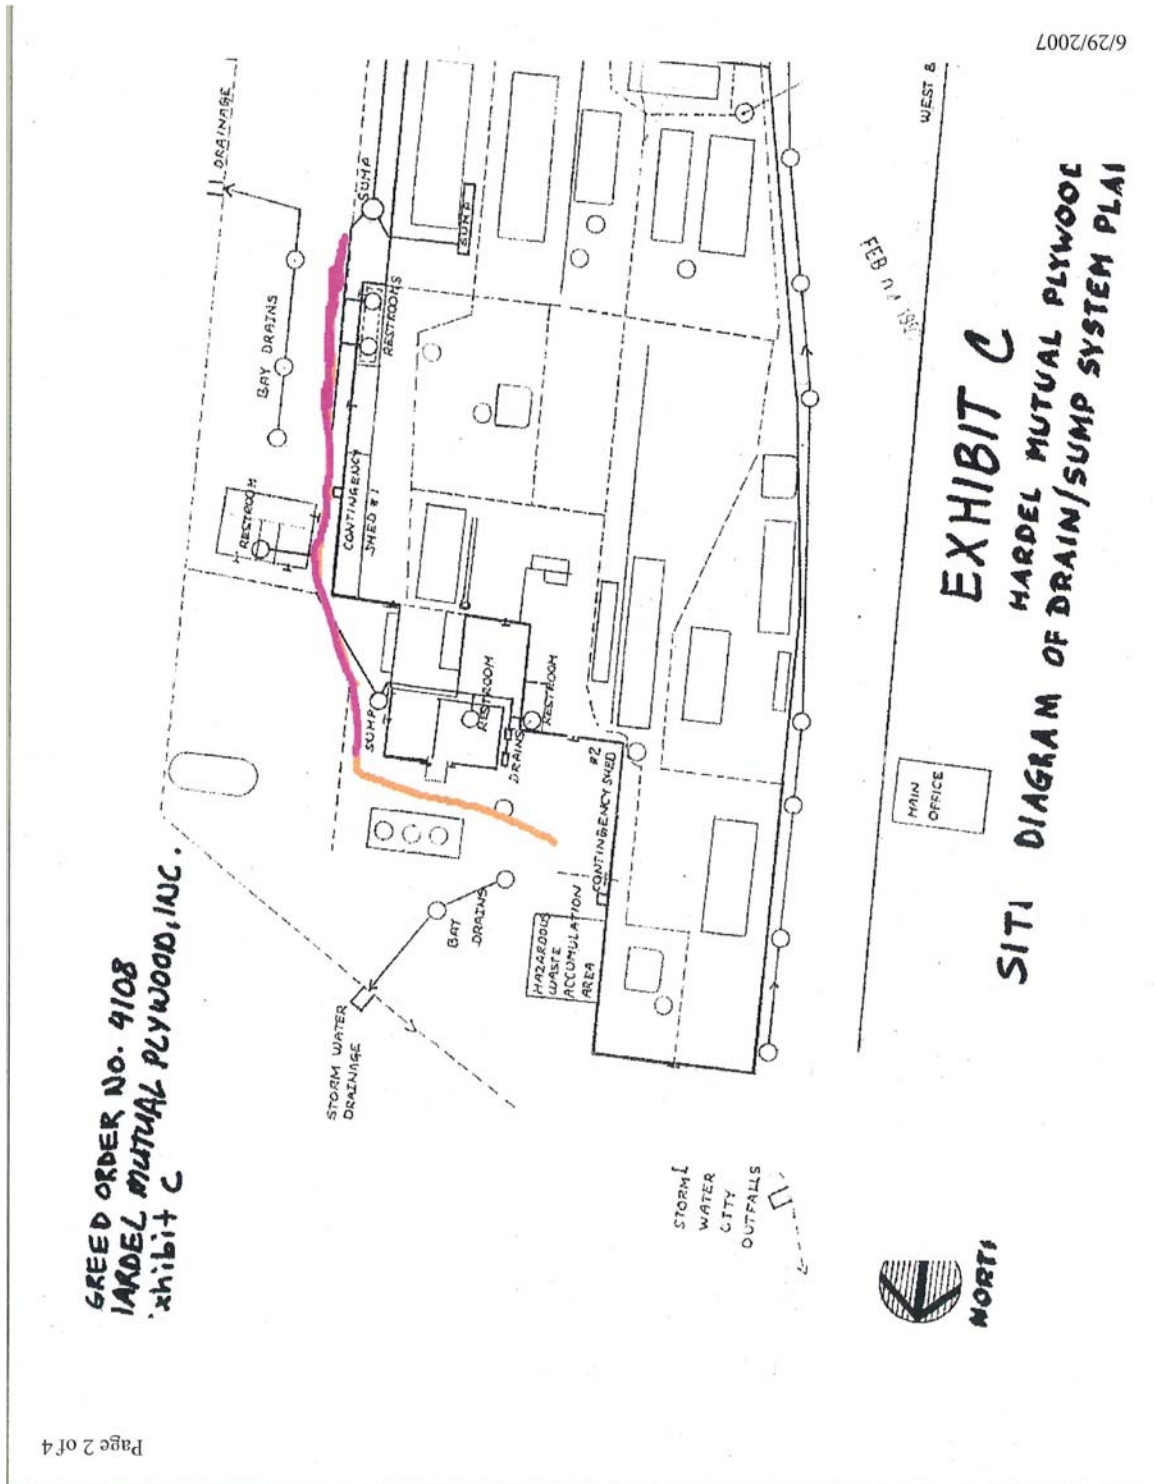 6/29/2007
GREED ORDER No. 9108
IARDEL MUTUAL PLYWOOD, INC.
xhibit C
STORM WATER
DRAINAGE
BAY
DRAINS
RESTROOM
BAY DRAINS
DRAINAGE
SUMP
CONTINGENCY
SHED #1
RESTROOMS
SUMP
SUMP
RESTROOM
RESTROOM
DRAINS
#2
CONTINGENCY SHED
HAZARDOUS
WASTE
ACCUMULATION
AREA
STORM
WATER
CITY
OUTFALLS
MAIN
OFFICE
WEST B
NORTI
EXHIBIT C
HARDEL MUTUAL PLYWOOD
SITI DIAGRAM OF DRAIN/SUMP SYSTEM PLAI
Page 2 of 4